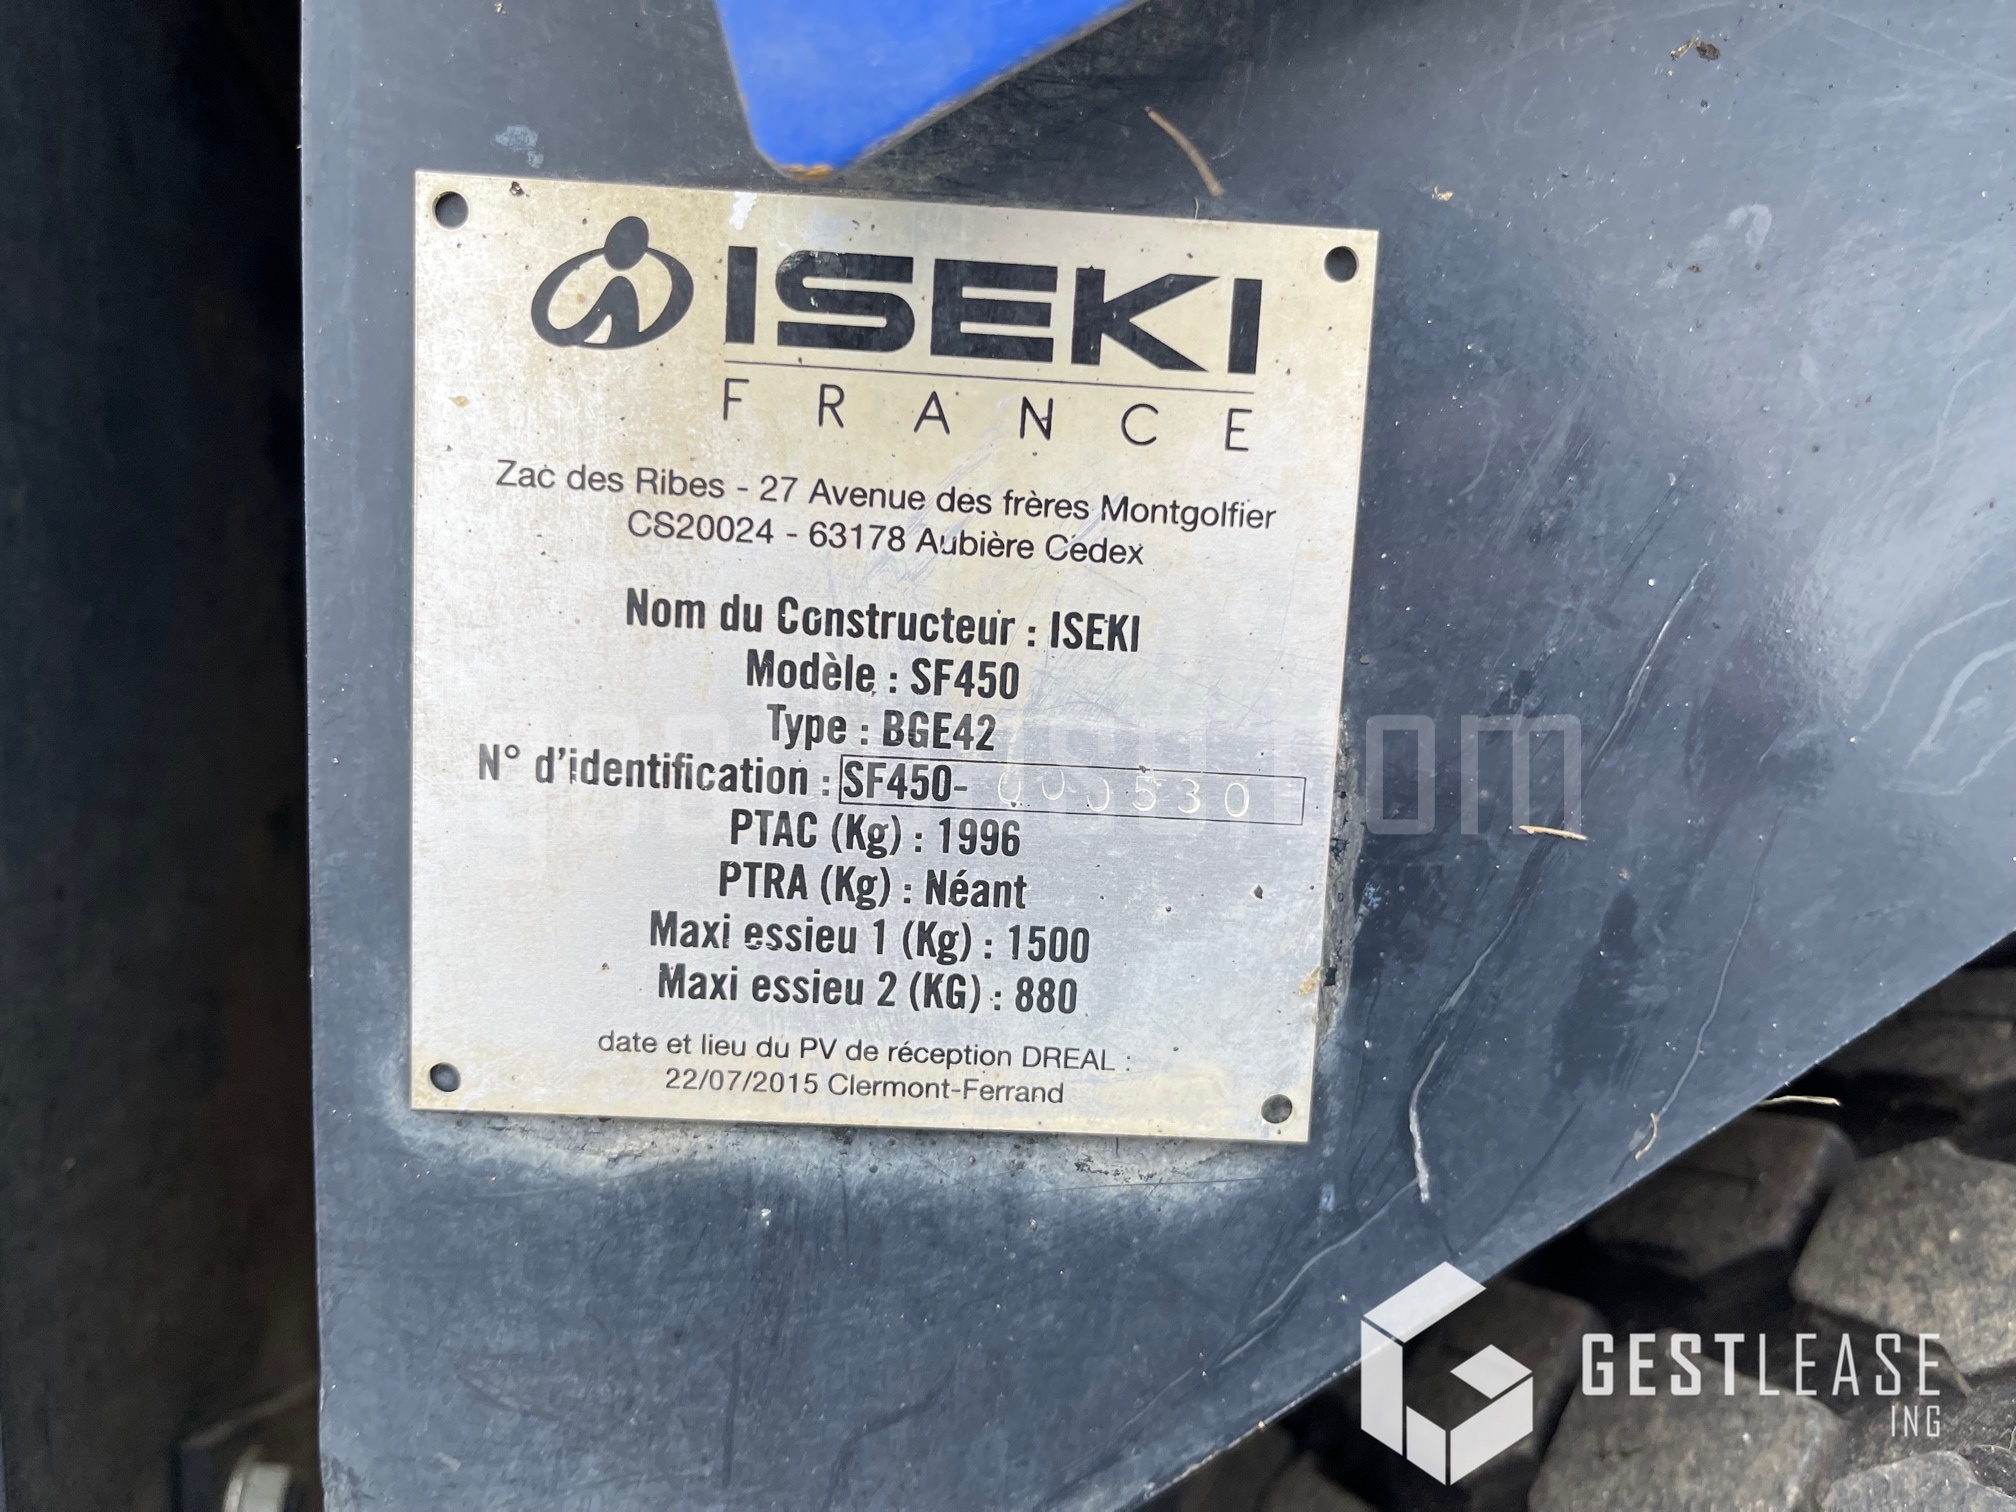 ISEKI
FRANCE
Zac des Ribes - 27 Avenue des frères Montgolfier
CS20024 - 63178 Aubière Cedex
Nom du Constructeur : ISEKI
Modèle : SF450
Type : BGE42
N° d'identification : SF450- 000530
PTAC (Kg) : 1996
PTRA (Kg) : Néant
Maxi essieu 1 (Kg) : 1500
Maxi essieu 2 (KG) : 880
date et lieu du PV de réception DREAL :
22/07/2015 Clermont-Ferrand
GESTLEASE
ING